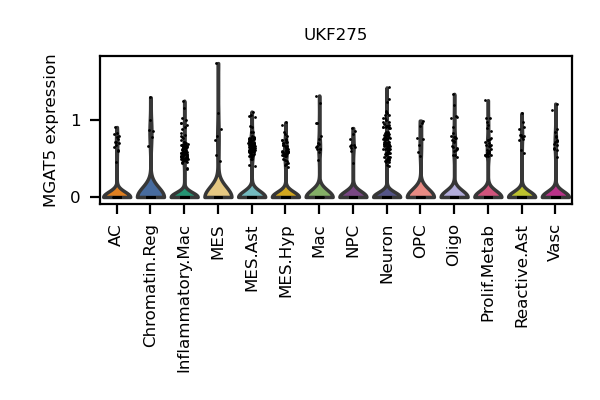 UKF275
MGAT5 expression
1
0
AC
Chromatin.Reg
Inflammatory.Mac
MES
MES.Ast
MES.Hyp
Mac
NPC
Neuron
OPC
Oligo
Prolif.Metab
Reactive.Ast
Vasc